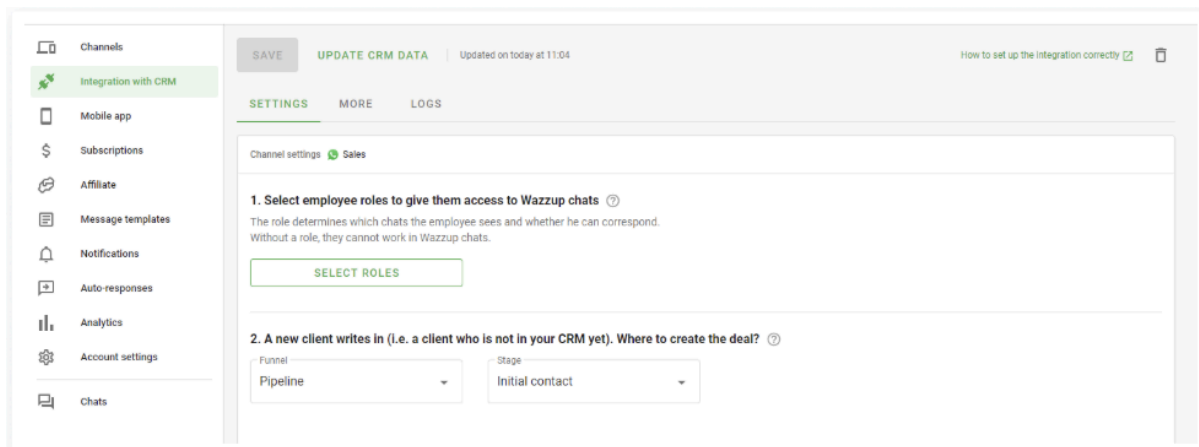 Channels
Integration with CRM
Mobile app
Subscriptions
Affiliate
Message templates
Notifications
Auto-responses
Analytics
Account settings
Chats
SAVE
UPDATE CRM DATA
Updated on today at 11:04
How to set up the integration correctly
SETTINGS
MORE
LOGS
Channel settings Sales
1. Select employee roles to give them access to Wazzup chats
The role determines which chats the employee sees and whether he can correspond.
Without a role, they cannot work in Wazzup chats.
SELECT ROLES
2. A new client writes in (i.e. a client who is not in your CRM yet). Where to create the deal?
Funnel
Pipeline
Stage
Initial contact